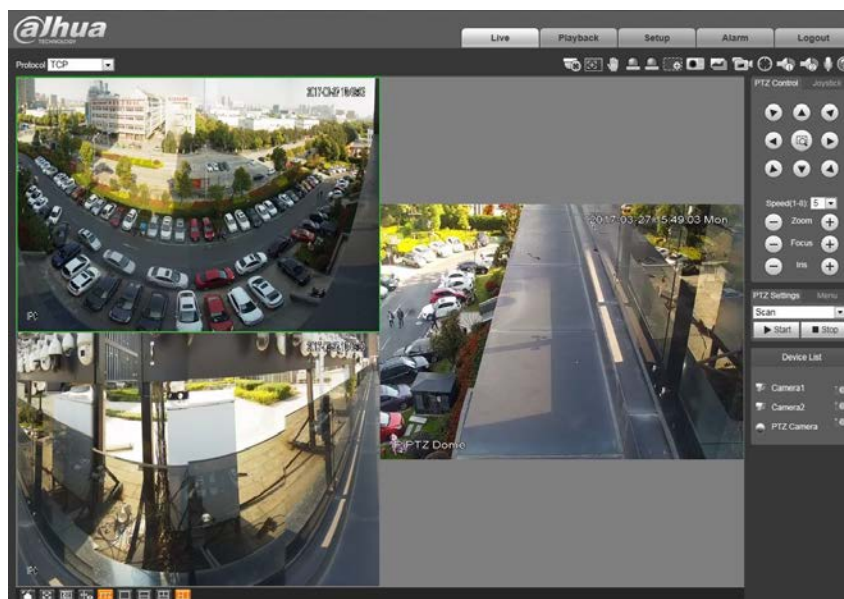 alhua
TECHNOLOGY
Live Playback Setup Alarm Logout
Protocol TCP
PTZ Control Joystick
2017-03-27 15:49:03 Mon
Speed(1-8): 5
Zoom
Focus
Iris
IPC
PTZ Settings Menu
Scan
Start Stop
Device List
Camera1
Camera2
PTZ Camera
PTZ Dome
IPC